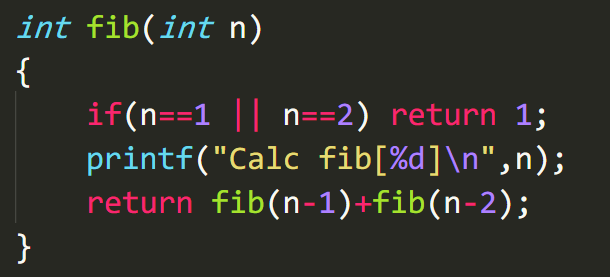 int fib(int n)
{
    if(n==1 || n==2) return 1;
    printf("Calc fib[%d]\n",n);
    return fib(n-1)+fib(n-2);
}